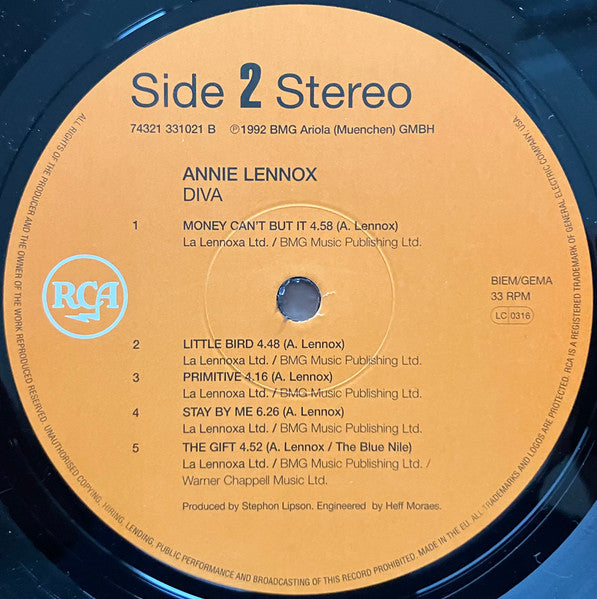 Side 2 Stereo
74321 331021 B ℗1992 BMG Ariola (Muenchen) GMBH
ANNIE LENNOX
DIVA
1 MONEY CAN'T BUT IT 4.58 (A. Lennox)
La Lennoxa Ltd. / BMG Music Publishing Ltd.
RCA
BIEM/GEMA
33 RPM
LC 0316
2 LITTLE BIRD 4.48 (A. Lennox)
La Lennoxa Ltd. / BMG Music Publishing Ltd.
3 PRIMITIVE 4.16 (A. Lennox)
La Lennoxa Ltd. / BMG Music Publishing Ltd.
4 STAY BY ME 6.26 (A. Lennox)
La Lennoxa Ltd. / BMG Music Publishing Ltd.
5 THE GIFT 4.52 (A. Lennox / The Blue Nile)
La Lennoxa Ltd. / BMG Music Publishing Ltd. /
Warner Chappell Music Ltd.
Produced by Stephon Lipson. Engineered by Heff Moraes.
ALL RIGHTS OF THE PRODUCER AND THE OWNER OF THE WORK REPRODUCED RESERVED. UNAUTHORISED COPYING, HIRING, LENDING, PUBLIC PERFORMANCE AND BROADCASTING OF THIS RECORD PROHIBITED. MADE IN THE EU. ALL TRADEMARKS AND LOGOS ARE PROTECTED. RCA IS A REGISTERED TRADEMARK OF GENERAL ELECTRIC COMPANY, USA.